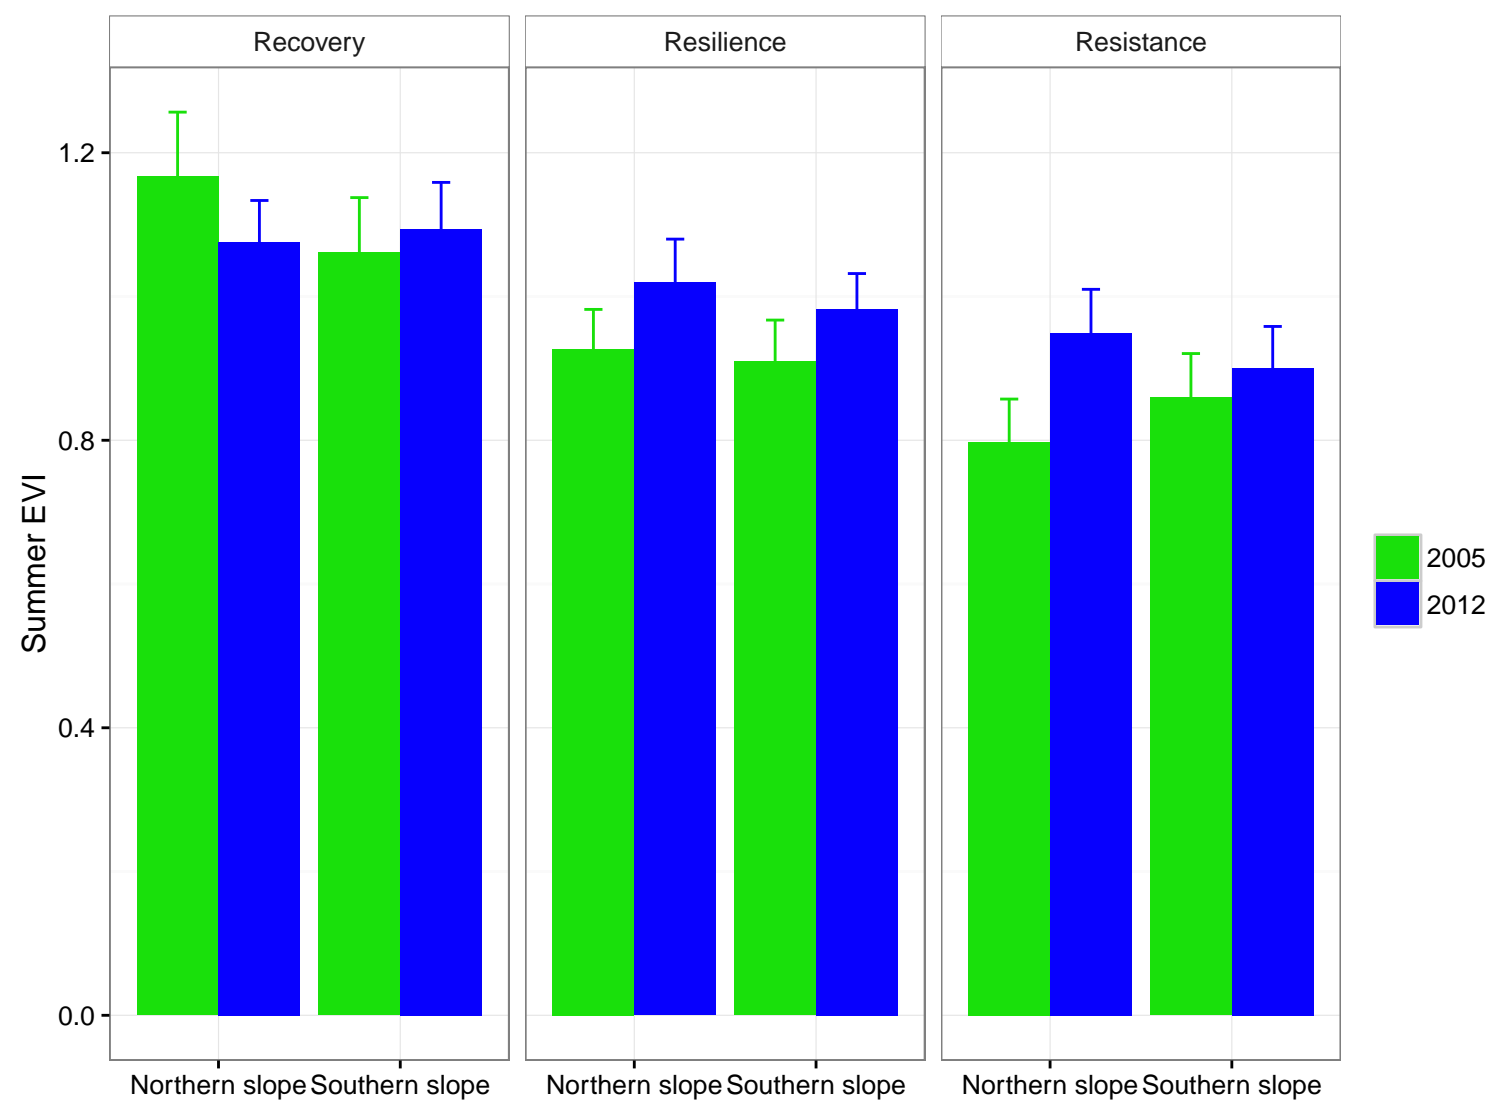 Recovery
Resilience
Resistance
Summer EVI
1.2
0.8
0.4
0.0
Northern slope Southern slope
Northern slope Southern slope
Northern slope Southern slope
2005
2012